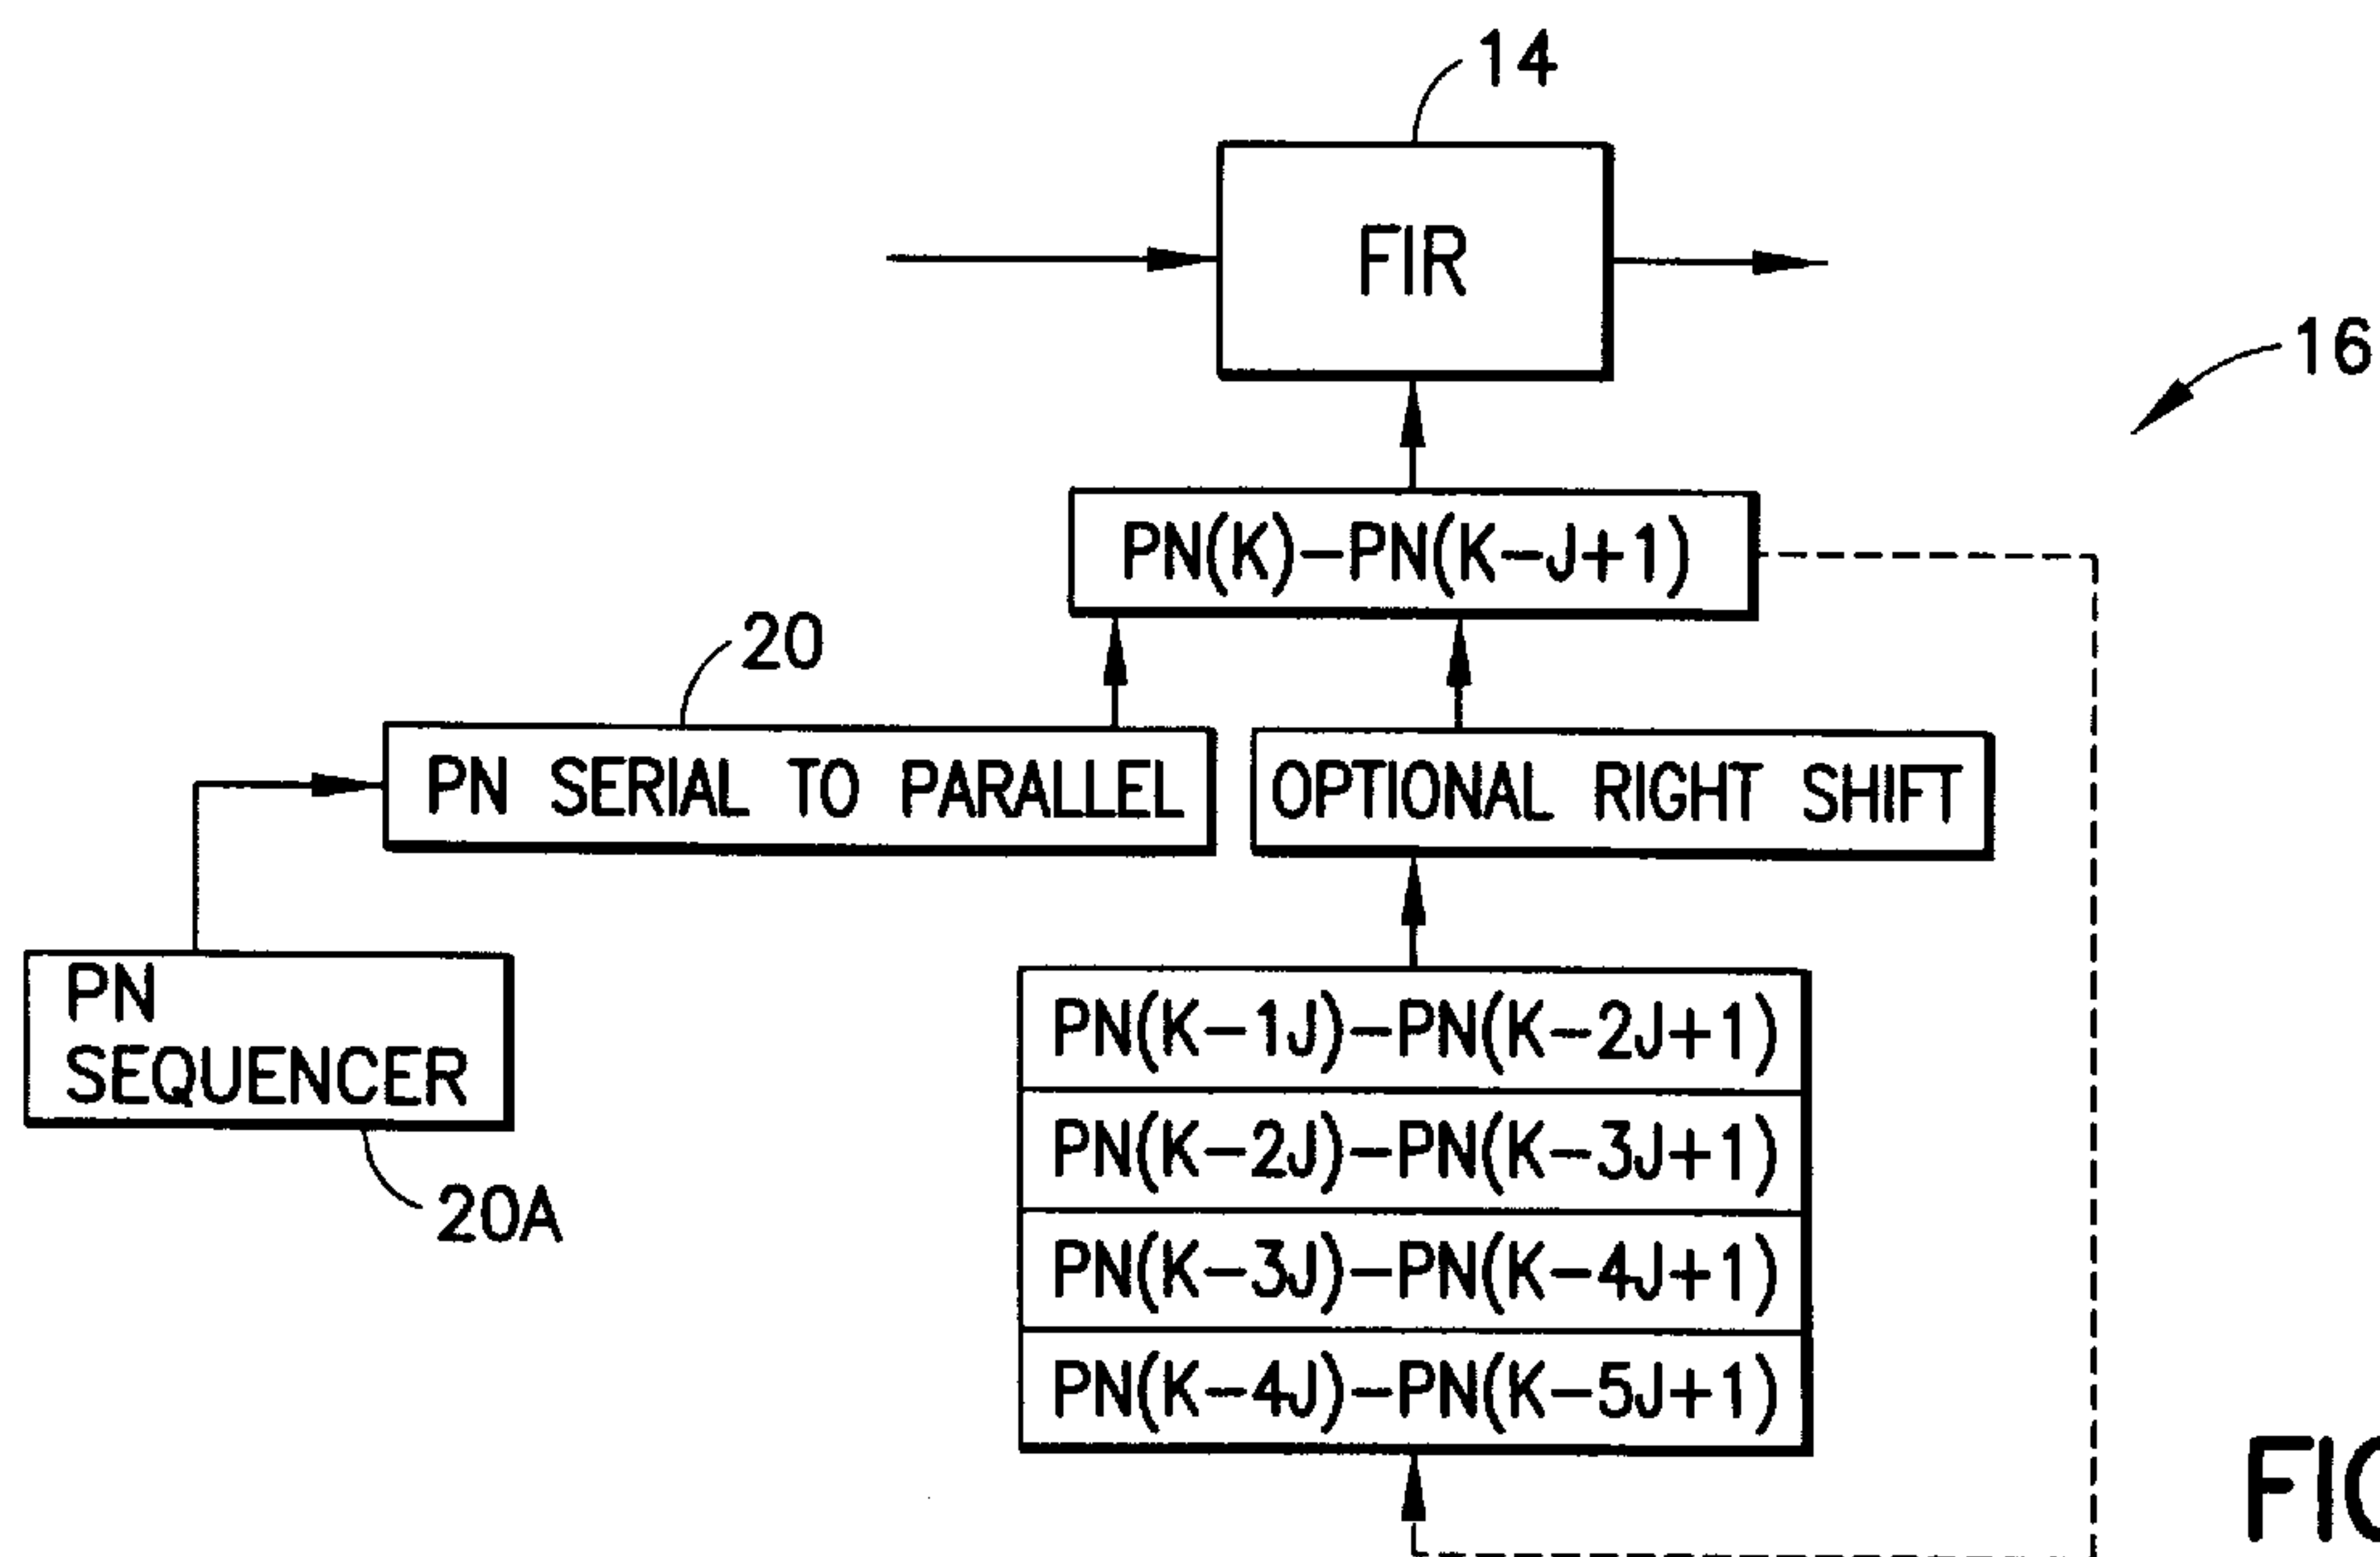 14
FIR
16
PN(K)-PN(K-J+1)
20
PN SERIAL TO PARALLEL
OPTIONAL RIGHT SHIFT
PN
SEQUENCER
20A
PN(K-1J)-PN(K-2J+1)
PN(K-2J)-PN(K-3J+1)
PN(K-3J)-PN(K-4J+1)
PN(K-4J)-PN(K-5J+1)